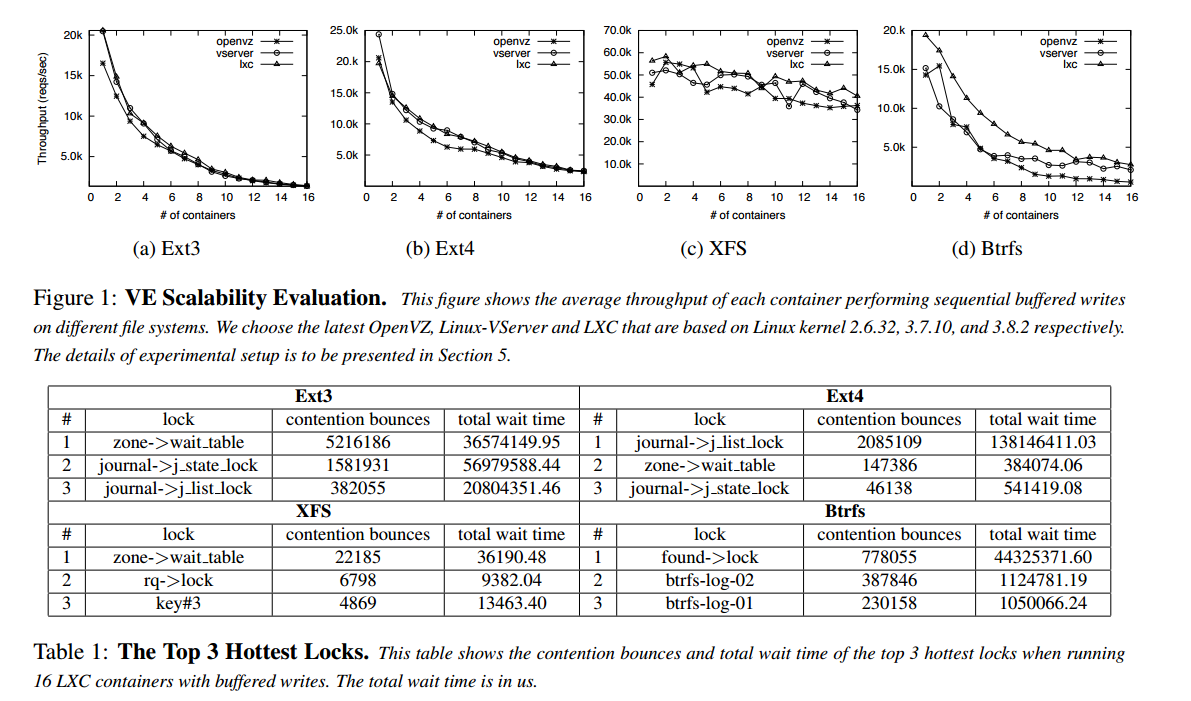 Throughput (reqs/sec)
20k
15k
10k
5.0k
openvz
vserver
lxc
0 2 4 6 8 10 12 14 16
# of containers
(a) Ext3
25.0k
20.k
15.0k
10.0k
5.0k
openvz
vserver
lxc
0 2 4 6 8 10 12 14 16
# of containers
(b) Ext4
70.0k
60.0k
50.0k
40.0k
30.0k
20.0k
10.0k
openvz
vserver
lxc
0 2 4 6 8 10 12 14 16
# of containers
(c) XFS
20.k
15.0k
10.0k
5.0k
openvz
vserver
lxc
0 2 4 6 8 10 12 14 16
# of containers
(d) Btrfs
Figure 1: VE Scalability Evaluation. This figure shows the average throughput of each container performing sequential buffered writes
on different file systems. We choose the latest OpenVZ, Linux-VServer and LXC that are based on Linux kernel 2.6.32, 3.7.10, and 3.8.2 respectively.
The details of experimental setup is to be presented in Section 5.
Ext3 Ext4
# lock contention bounces total wait time # lock contention bounces total wait time
1 zone->wait_table 5216186 36574149.95 1 journal->j_list_lock 2085109 138146411.03
2 journal->j_state_lock 1581931 56979588.44 2 zone->wait_table 147386 384074.06
3 journal->j_list_lock 382055 20804351.46 3 journal->j_state_lock 46138 541419.08
XFS Btrfs
# lock contention bounces total wait time # lock contention bounces total wait time
1 zone->wait_table 22185 36190.48 1 found->lock 778055 44325371.60
2 rq->lock 6798 9382.04 2 btrfs-log-02 387846 1124781.19
3 key#3 4869 13463.40 3 btrfs-log-01 230158 1050066.24
Table 1: The Top 3 Hottest Locks. This table shows the contention bounces and total wait time of the top 3 hottest locks when running
16 LXC containers with buffered writes. The total wait time is in us.